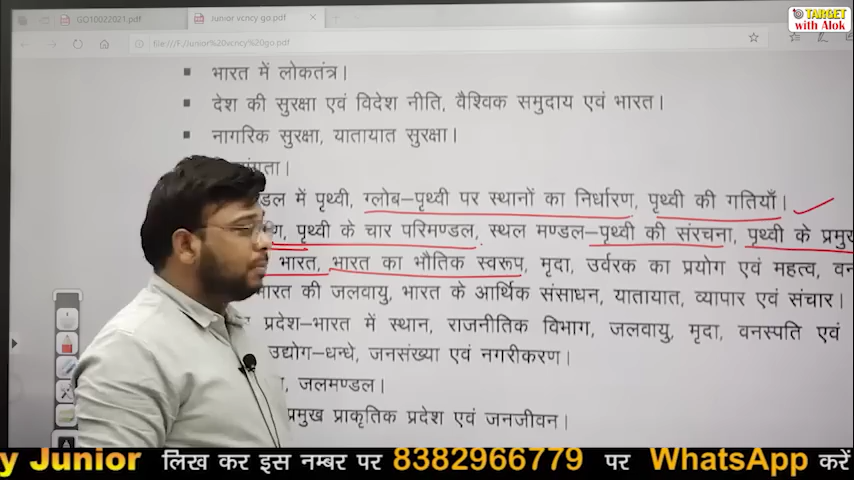 GO10022021.pdf
Junior vcncy go.pdf
TARGET
with Alok
file:///F:/Junior%20vcncy%20go.pdf
▪ भारत में लोकतंत्र।
▪ देश की सुरक्षा एवं विदेश नीति, वैश्विक समुदाय एवं भारत।
▪ नागरिक सुरक्षा, यातायात सुरक्षा।
में पृथ्वी, ग्लोब–पृथ्वी पर स्थानों का निर्धारण, पृथ्वी की गतियाँ।
पृथ्वी के चार परिमण्डल, स्थल मण्डल–पृथ्वी की संरचना, पृथ्वी के प्रमुख
भारत, भारत का भौतिक स्वरूप, मृदा, उर्वरक का प्रयोग एवं महत्व, वन
भारत की जलवायु, भारत के आर्थिक संसाधन, यातायात, व्यापार एवं संचार।
प्रदेश–भारत में स्थान, राजनीतिक विभाग, जलवायु, मृदा, वनस्पति एवं
उद्योग–धन्धे, जनसंख्या एवं नगरीकरण।
जलमण्डल।
प्रमुख प्राकृतिक प्रदेश एवं जनजीवन।
y Junior लिख कर इस नम्बर पर 8382966779 पर WhatsApp करें